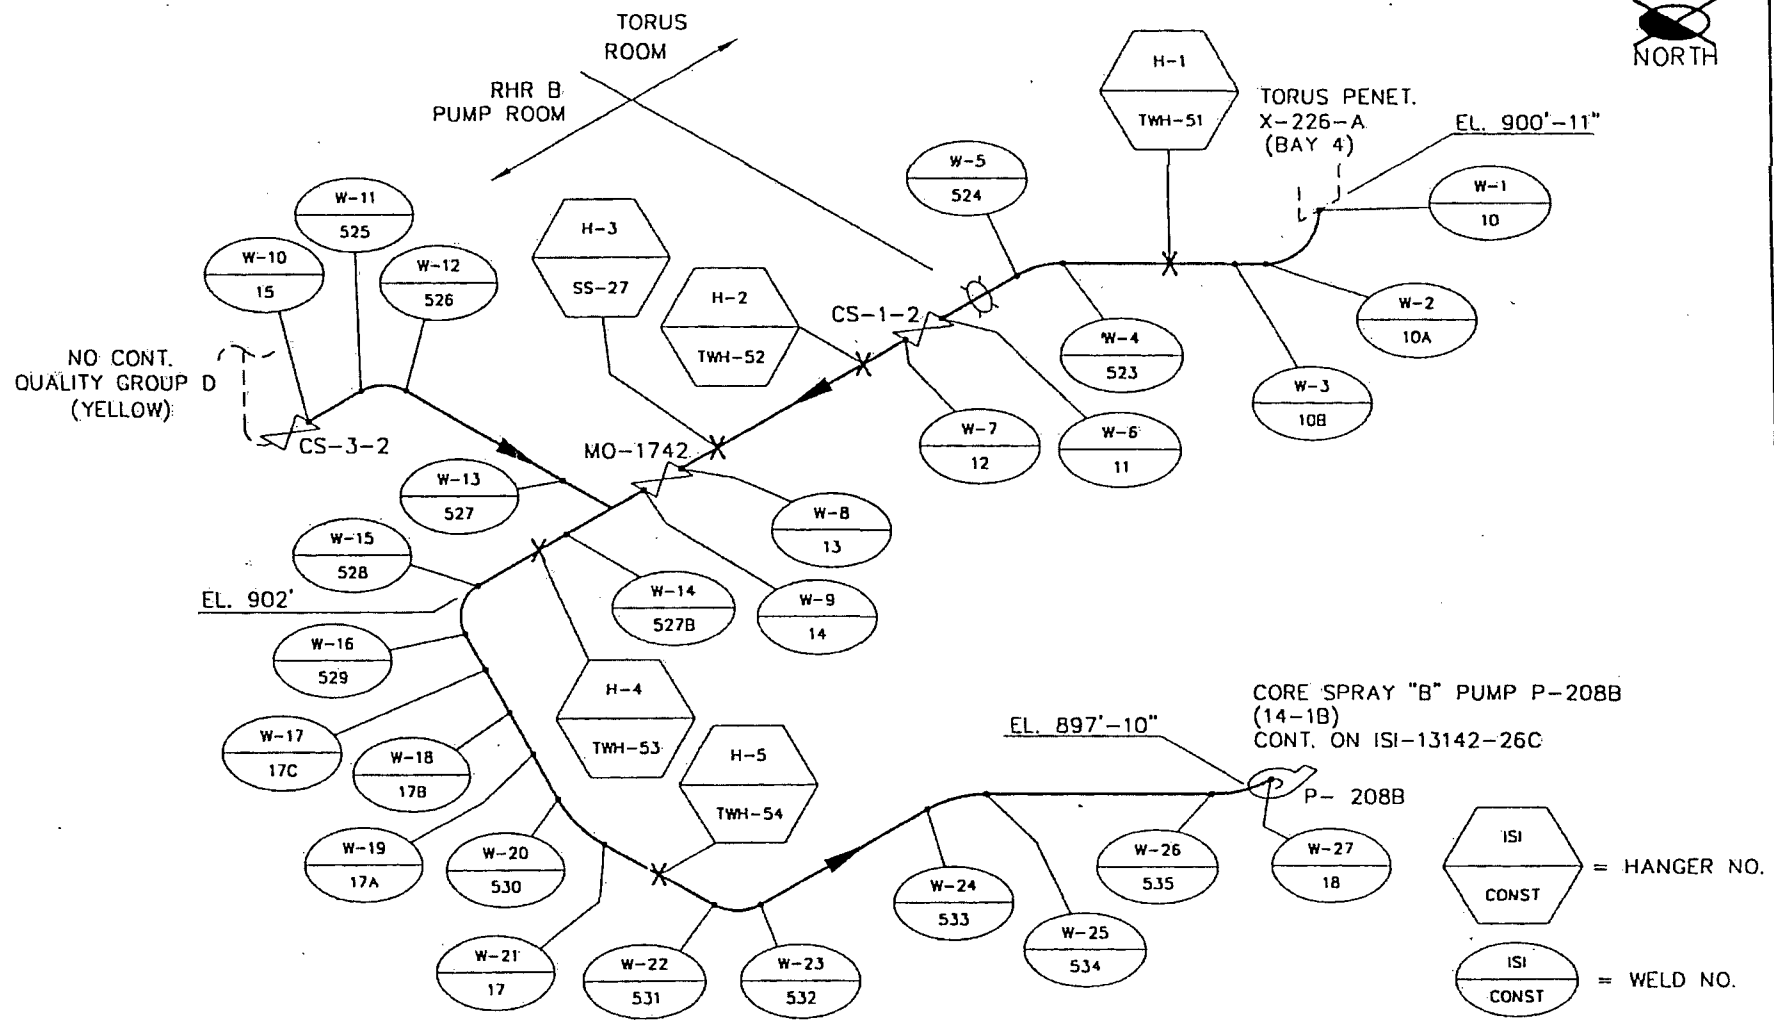 TORUS
ROOM
RHR B
PUMP ROOM
NORTH
H-1
TWH-51
TORUS PENET.
X-226-A
(BAY 4)
EL. 900'-11"
W-1
10
W-5
524
W-11
525
W-10
15
W-12
526
H-3
SS-27
H-2
TWH-52
CS-1-2
W-2
10A
W-4
523
W-3
10B
NO CONT.
QUALITY GROUP D
(YELLOW)
CS-3-2
MO-1742
W-7
12
W-6
11
W-13
527
W-8
13
W-15
528
EL. 902'
W-14
527B
W-9
14
W-16
529
H-4
TWH-53
W-17
17C
W-18
17B
H-5
TWH-54
EL. 897'-10"
CORE SPRAY "B" PUMP P-208B
(14-1B)
CONT. ON ISI-13142-26C
P- 208B
W-19
17A
W-20
530
W-26
535
W-27
18
W-24
533
W-25
534
W-21
17
W-22
531
W-23
532
ISI
CONST
= HANGER NO.
ISI
CONST
= WELD NO.